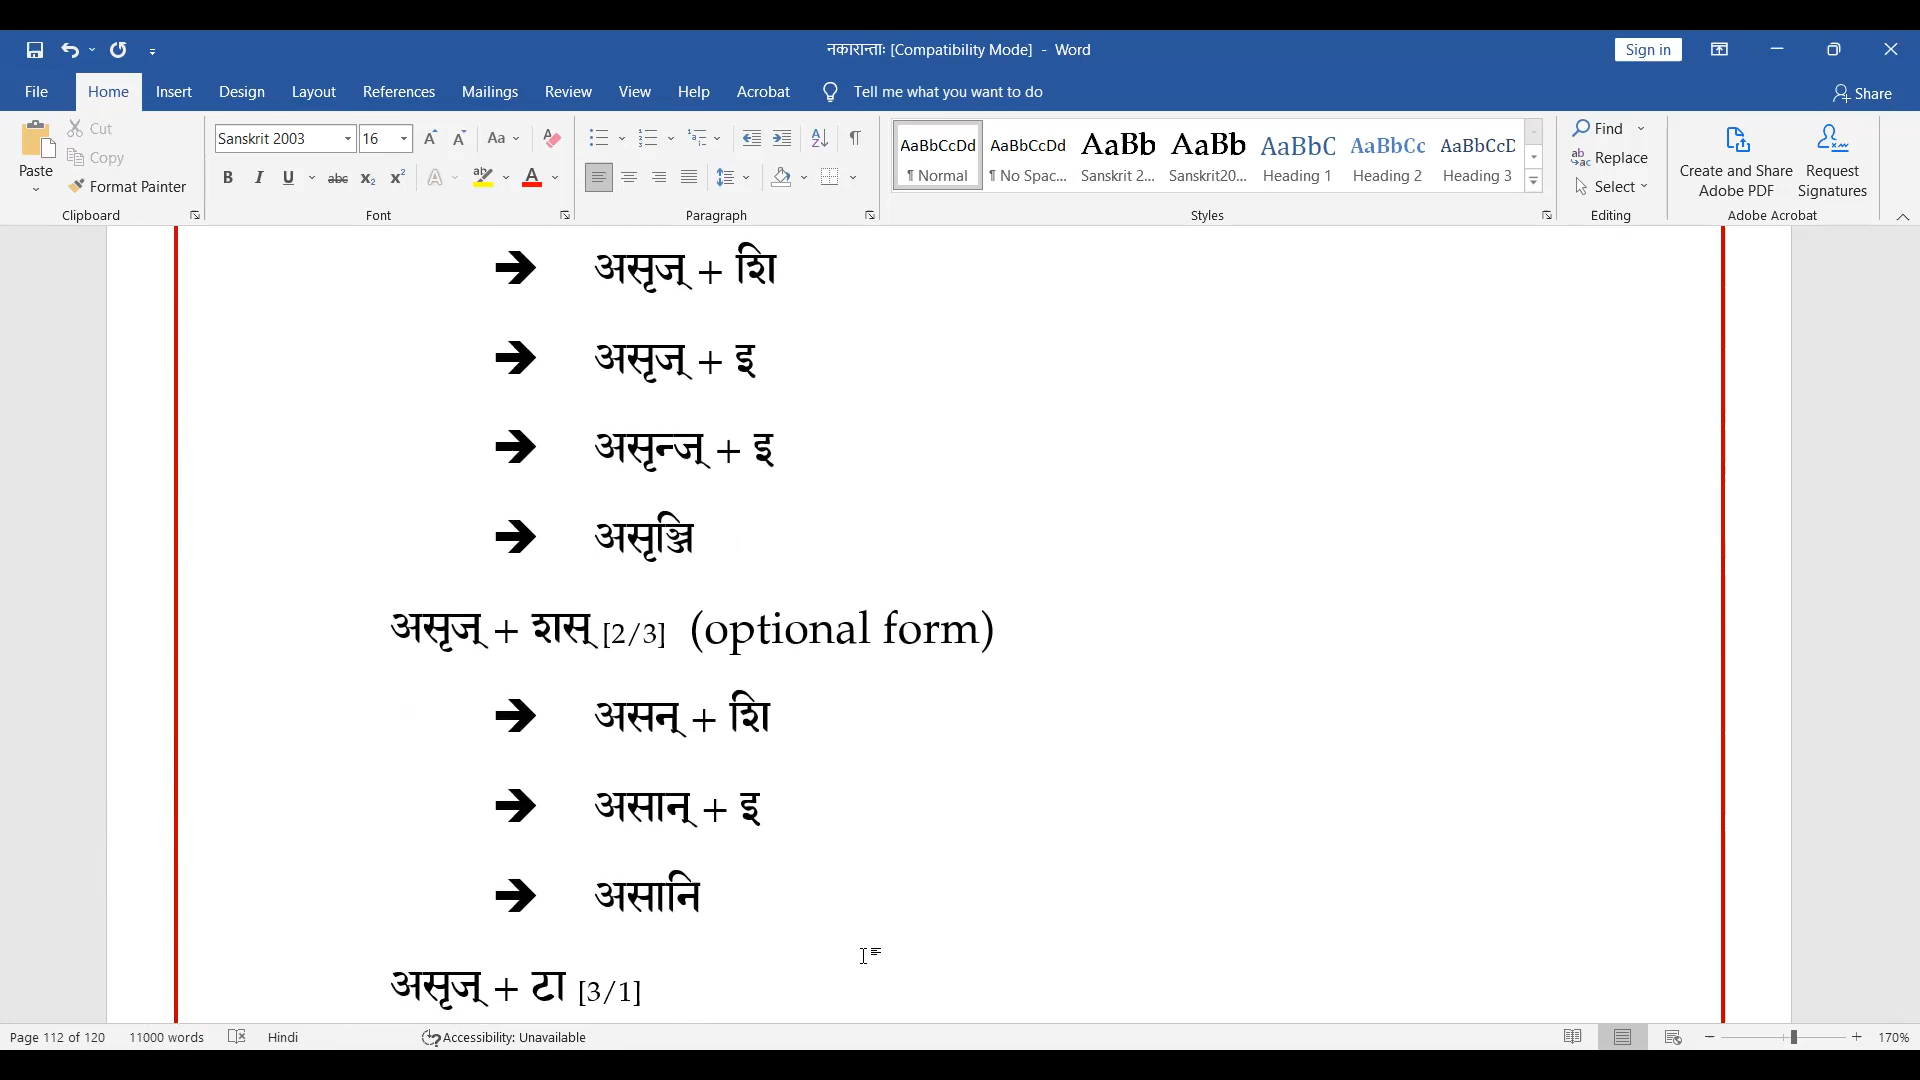 नकारान्ताः [Compatibility Mode] - Word
Sign in
File Home Insert Design Layout References Mailings Review View Help Acrobat Tell me what you want to do Share
Paste Cut Copy Format Painter Clipboard
Sanskrit 2003 16 Aa
B I U abc x₂ x² A A
Font
Paragraph
AaBbCcDd AaBbCcDd AaBb AaBb AaBbC AaBbCc AaBbCcD
¶ Normal ¶ No Spac... Sanskrit 2... Sanskrit20... Heading 1 Heading 2 Heading 3
Styles
Find Replace Select Editing
Create and Share Adobe PDF Request Signatures
Adobe Acrobat
➔ असृज् + शि
➔ असृज् + इ
➔ असृन्ज् + इ
➔ असृञ्जि
असृज् + शस् [2/3] (optional form)
➔ असन् + शि
➔ असान् + इ
➔ असानि
असृज् + टा [3/1]
Page 112 of 120 11000 words Hindi Accessibility: Unavailable 170%